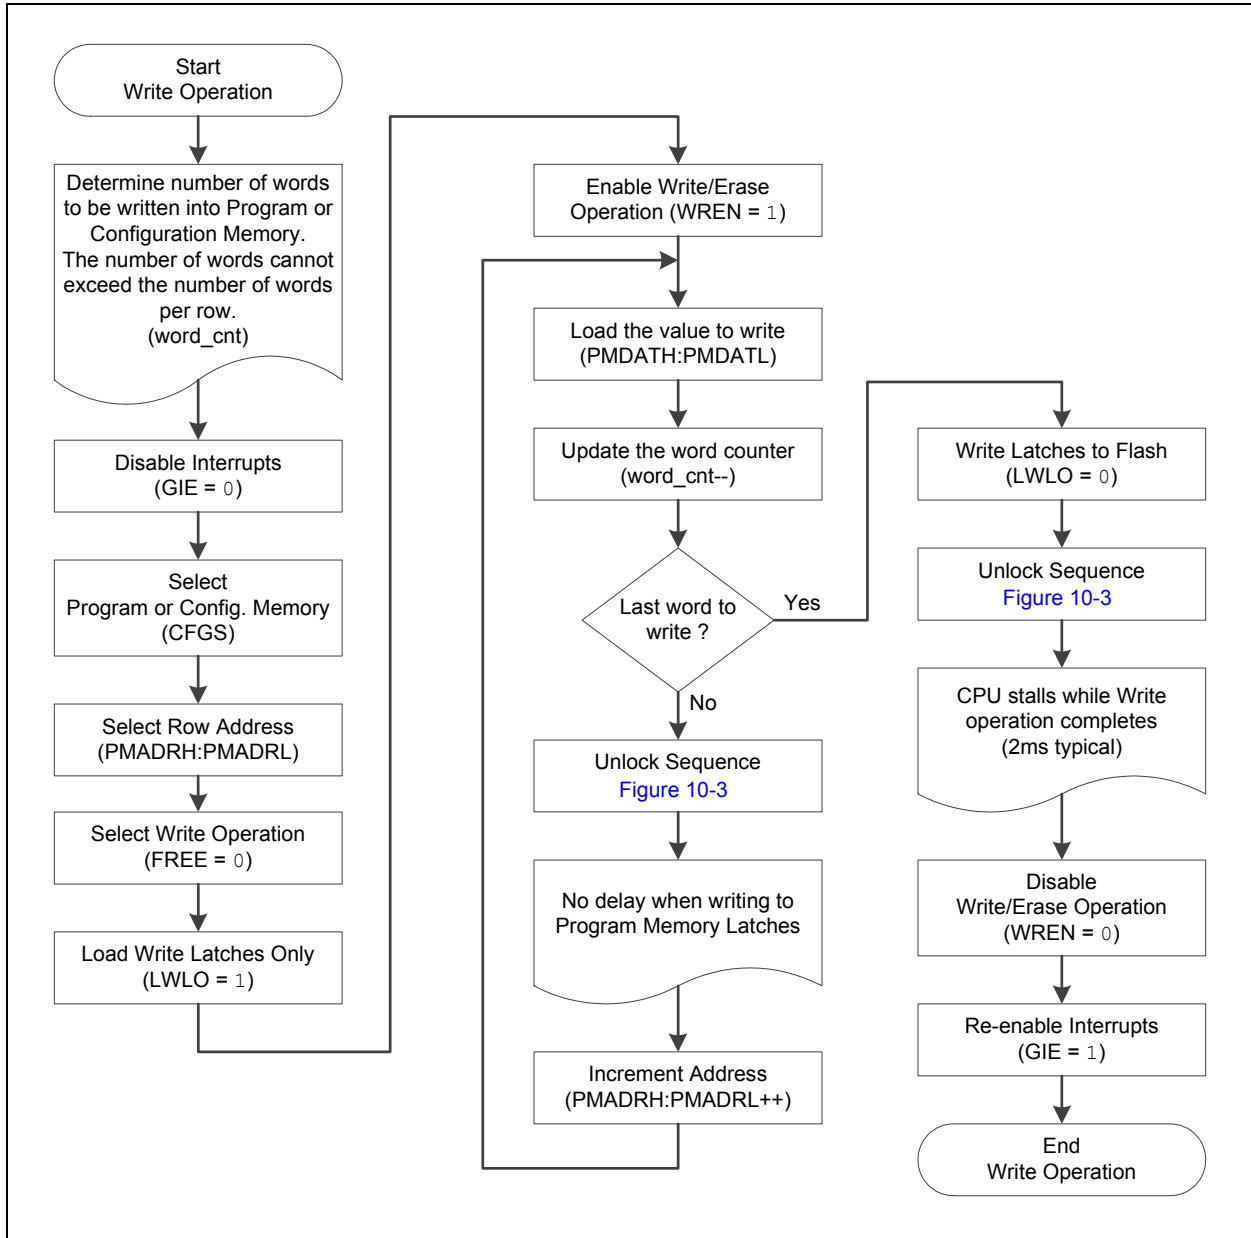 Start
Write Operation
Determine number of words
to be written into Program or
Configuration Memory.
The number of words cannot
exceed the number of words
per row.
(word_cnt)
Disable Interrupts
(GIE = 0)
Select
Program or Config. Memory
(CFGS)
Select Row Address
(PMADRH:PMADRL)
Select Write Operation
(FREE = 0)
Load Write Latches Only
(LWLO = 1)
Enable Write/Erase
Operation (WREN = 1)
Load the value to write
(PMDATH:PMDATL)
Update the word counter
(word_cnt--)
Last word to
write ?
Yes
No
Unlock Sequence
Figure 10-3
No delay when writing to
Program Memory Latches
Increment Address
(PMADRH:PMADRL++)
Write Latches to Flash
(LWLO = 0)
Unlock Sequence
Figure 10-3
CPU stalls while Write
operation completes
(2ms typical)
Disable
Write/Erase Operation
(WREN = 0)
Re-enable Interrupts
(GIE = 1)
End
Write Operation